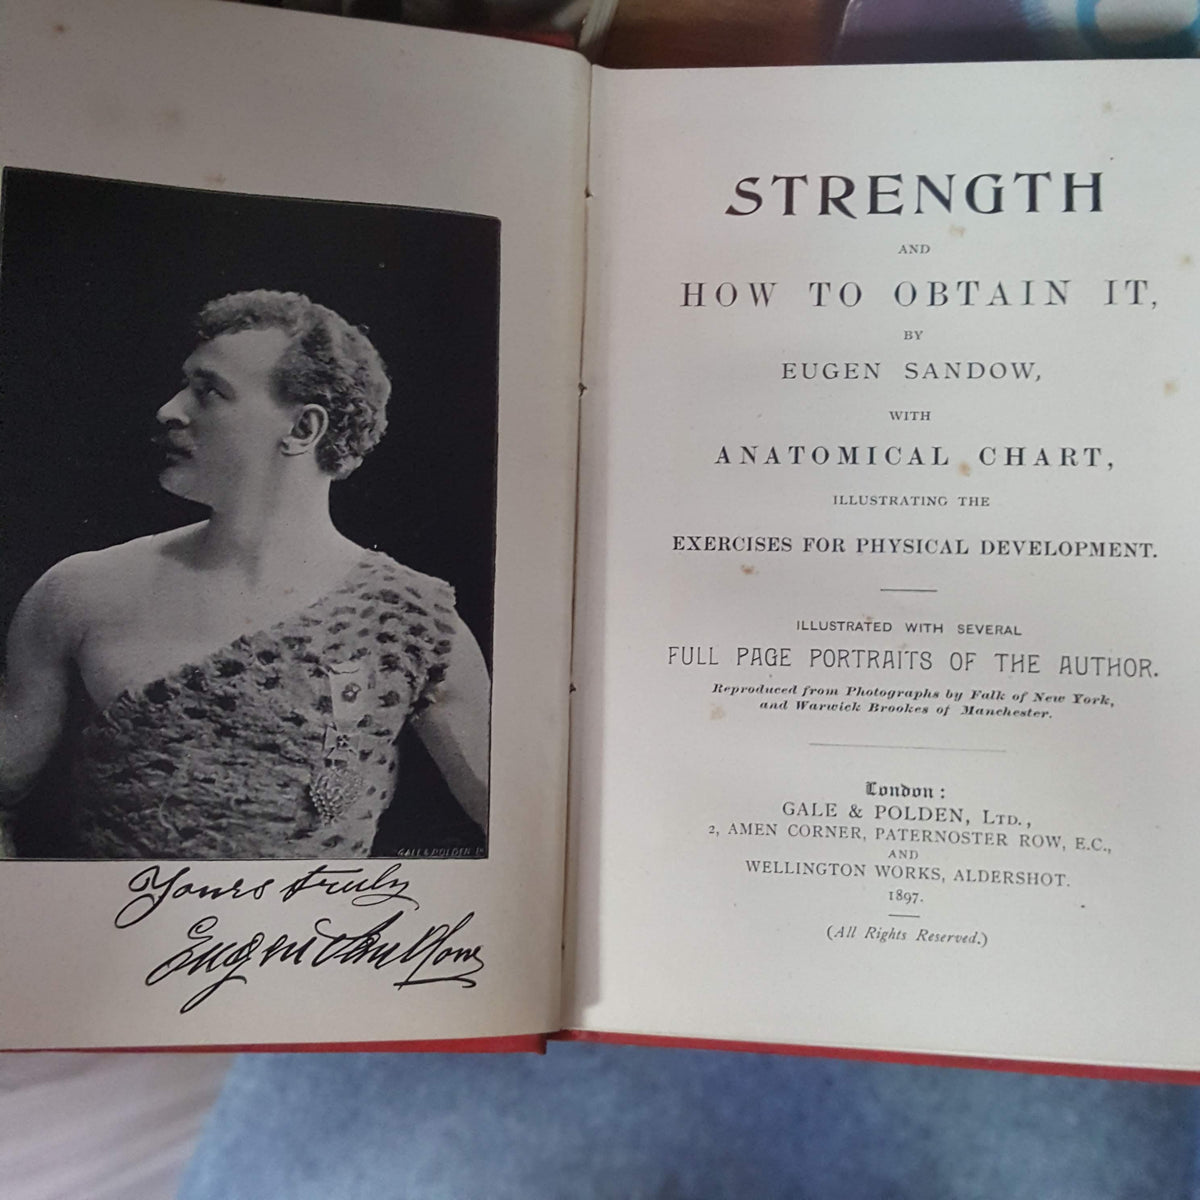 GALE & POLDEN Ld
Yours truly
Eugen Sandow
STRENGTH
AND
HOW TO OBTAIN IT,
BY
EUGEN SANDOW,
WITH
ANATOMICAL CHART,
ILLUSTRATING THE
EXERCISES FOR PHYSICAL DEVELOPMENT.
ILLUSTRATED WITH SEVERAL
FULL PAGE PORTRAITS OF THE AUTHOR.
Reproduced from Photographs by Falk of New York,
and Warwick Brookes of Manchester.
London:
GALE & POLDEN, LTD.,
2, AMEN CORNER, PATERNOSTER ROW, E.C.,
AND
WELLINGTON WORKS, ALDERSHOT.
1897.
(All Rights Reserved.)